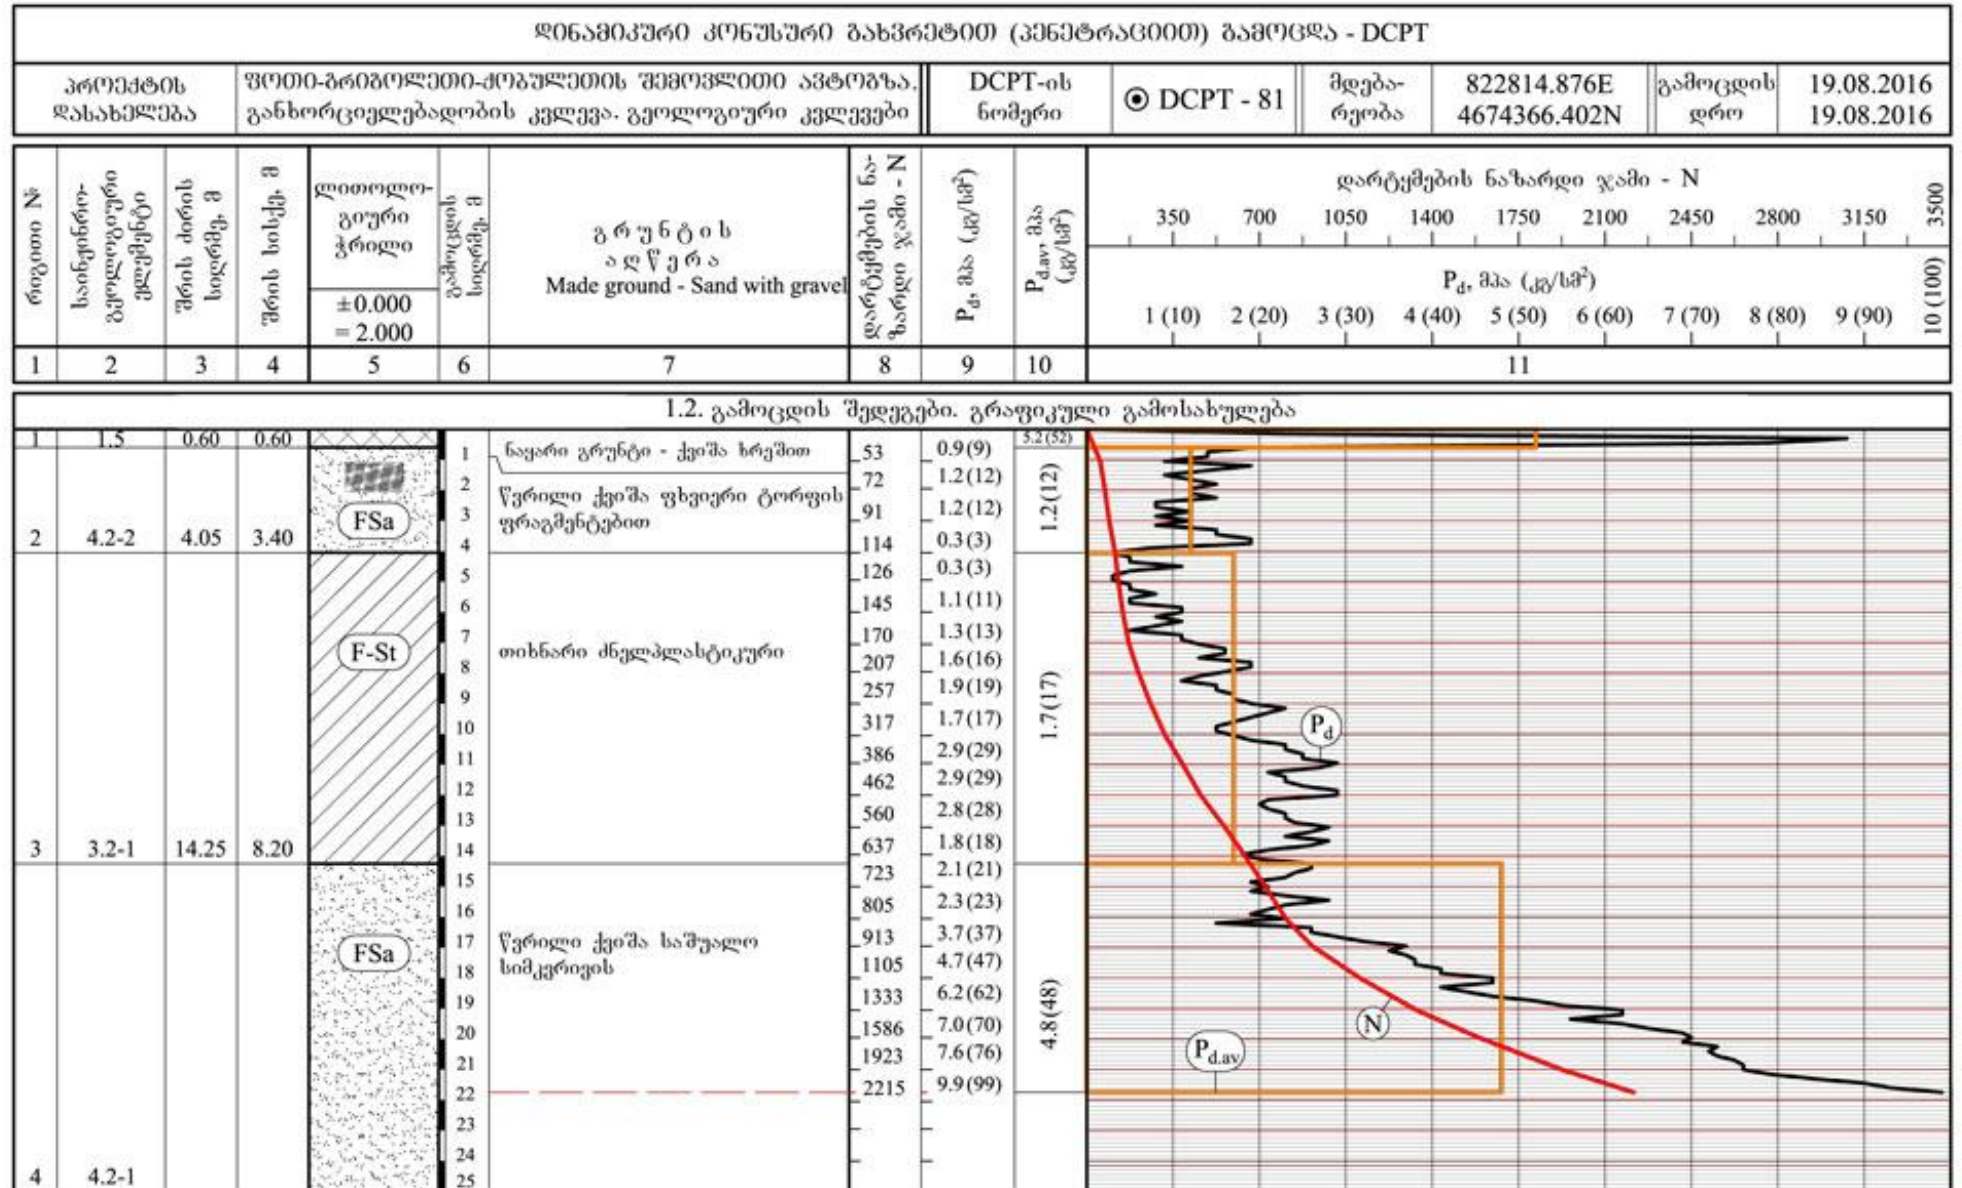 ᲓᲘᲜᲐᲛᲘᲙᲣᲠᲘ ᲙᲝᲜᲣᲡᲣᲠᲘ ᲒᲐᲮᲕᲠᲔᲢᲘᲗ (ᲞᲔᲜᲔᲢᲠᲐᲪᲘᲘᲗ) ᲒᲐᲛᲝᲪᲓᲐ - DCPT
ᲞᲠᲝᲔᲥᲢᲘᲡ
ᲓᲐᲡᲐᲮᲔᲚᲔᲑᲐ
ᲤᲝᲗᲘ-ᲒᲠᲘᲒᲝᲚᲔᲗᲘ-ᲥᲝᲑᲣᲚᲔᲗᲘᲡ ᲨᲔᲛᲝᲕᲚᲘᲗᲘ ᲐᲕᲢᲝᲒᲖᲐ.
განხორციელებადობის კვლევა. გეოლოგიური კვლევები
DCPT-ის
ნომერი
DCPT - 81
მდება-
რეობა
822814.876E
4674366.402N
გამოცდის
დრო
19.08.2016
19.08.2016
რიგითი №
საინჟინრო-
გეოლოგიური
ელემენტი
შრის ძირის
სიღრმე, მ
შრის სისქე, მ
ლითოლო-
გიური
ჭრილი
±0.000
= 2.000
გამოცდის
სიღრმე, მ
გრუნტის
აღწერა
Made ground - Sand with gravel
დარტყმების ნა-
ზარდი ჯამი - N
Pd, მპა (კგ/სმ²)
Pd.av, მპა
(კგ/სმ²)
დარტყმების ნაზარდი ჯამი - N
350 700 1050 1400 1750 2100 2450 2800 3150 3500
Pd, მპა (კგ/სმ²)
1 (10) 2 (20) 3 (30) 4 (40) 5 (50) 6 (60) 7 (70) 8 (80) 9 (90) 10 (100)
1 2 3 4 5 6 7 8 9 10 11
1.2. გამოცდის შედეგები. გრაფიკული გამოსახულება
1 1.5 0.60 0.60 5.2 (52)
ნაყარი გრუნტი - ქვიშა ხრეშით
1 53 0.9 (9)
2 72 1.2 (12)
წვრილი ქვიშა ფხვიერი ტორფის
ფრაგმენტებით
FSa
3 91 1.2 (12)
1.2 (12)
2 4.2-2 4.05 3.40
4 114 0.3 (3)
5 126 0.3 (3)
6 145 1.1 (11)
7 170 1.3 (13)
F-St
თიხნარი ძნელპლასტიკური
8 207 1.6 (16)
9 257 1.9 (19)
1.7 (17)
10 317 1.7 (17)
Pd
11 386 2.9 (29)
12 462 2.9 (29)
13 560 2.8 (28)
3 3.2-1 14.25 8.20
14 637 1.8 (18)
15 723 2.1 (21)
16 805 2.3 (23)
17 913 3.7 (37)
FSa
წვრილი ქვიშა საშუალო
სიმკვრივის
18 1105 4.7 (47)
19 1333 6.2 (62)
4.8 (48)
N
20 1586 7.0 (70)
21 1923 7.6 (76)
Pd.av
22 2215 9.9 (99)
23
24
4 4.2-1
25